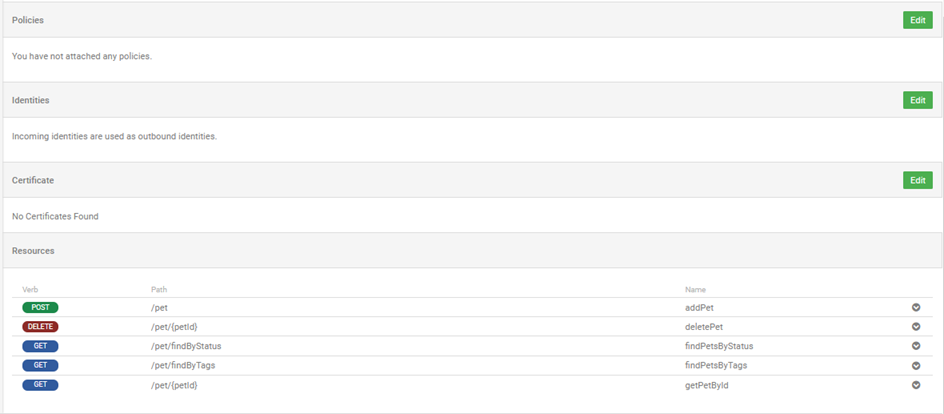 Policies Edit
You have not attached any policies.
Identities Edit
Incoming identities are used as outbound identities.
Certificate Edit
No Certificates Found
Resources
Verb Path Name
POST /pet addPet
DELETE /pet/{petId} deletePet
GET /pet/findByStatus findPetsByStatus
GET /pet/findByTags findPetsByTags
GET /pet/{petId} getPetById